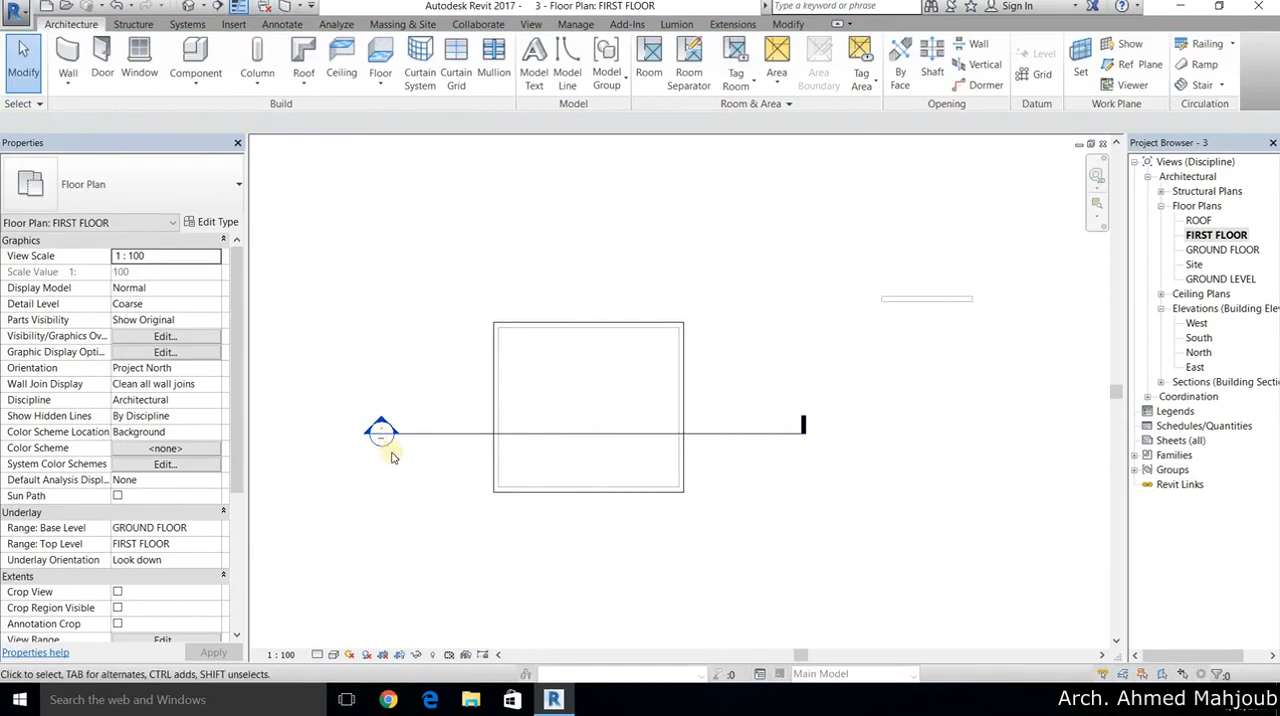 Autodesk Revit 2017 - 3 - Floor Plan: FIRST FLOOR
Type a keyword or phrase
Sign In
Architecture Structure Systems Insert Annotate Analyze Massing & Site Collaborate View Manage Add-Ins Lumion Extensions Modify
Modify
Wall
Door
Window
Component
Column
Roof
Ceiling
Floor
Curtain System
Curtain Grid
Mullion
Model Text
Model Line
Model Group
Room
Room Separator
Tag Room
Area
Area Boundary
Tag Area
By Face
Shaft
Wall
Vertical
Dormer
Level
Grid
Set
Show
Ref Plane
Viewer
Railing
Ramp
Stair
Select
Build
Model
Room & Area
Opening
Datum
Work Plane
Circulation
Properties
Floor Plan
Floor Plan: FIRST FLOOR
Edit Type
Graphics
View Scale 1 : 100
Scale Value 1: 100
Display Model Normal
Detail Level Coarse
Parts Visibility Show Original
Visibility/Graphics Ov... Edit...
Graphic Display Opti... Edit...
Orientation Project North
Wall Join Display Clean all wall joins
Discipline Architectural
Show Hidden Lines By Discipline
Color Scheme Location Background
Color Scheme <none>
System Color Schemes Edit...
Default Analysis Displ... None
Sun Path
Underlay
Range: Base Level GROUND FLOOR
Range: Top Level FIRST FLOOR
Underlay Orientation Look down
Extents
Crop View
Crop Region Visible
Annotation Crop
View Range Edit...
Properties help
Apply
Project Browser - 3
Views (Discipline)
Architectural
Structural Plans
Floor Plans
ROOF
FIRST FLOOR
GROUND FLOOR
Site
GROUND LEVEL
Ceiling Plans
Elevations (Building Ele
West
South
North
East
Sections (Building Secti
Coordination
Legends
Schedules/Quantities
Sheets (all)
Families
Groups
Revit Links
1 : 100
Click to select, TAB for alternates, CTRL adds, SHIFT unselects.
:0
Main Model
:0
Search the web and Windows
Arch. Ahmed Mahjoub